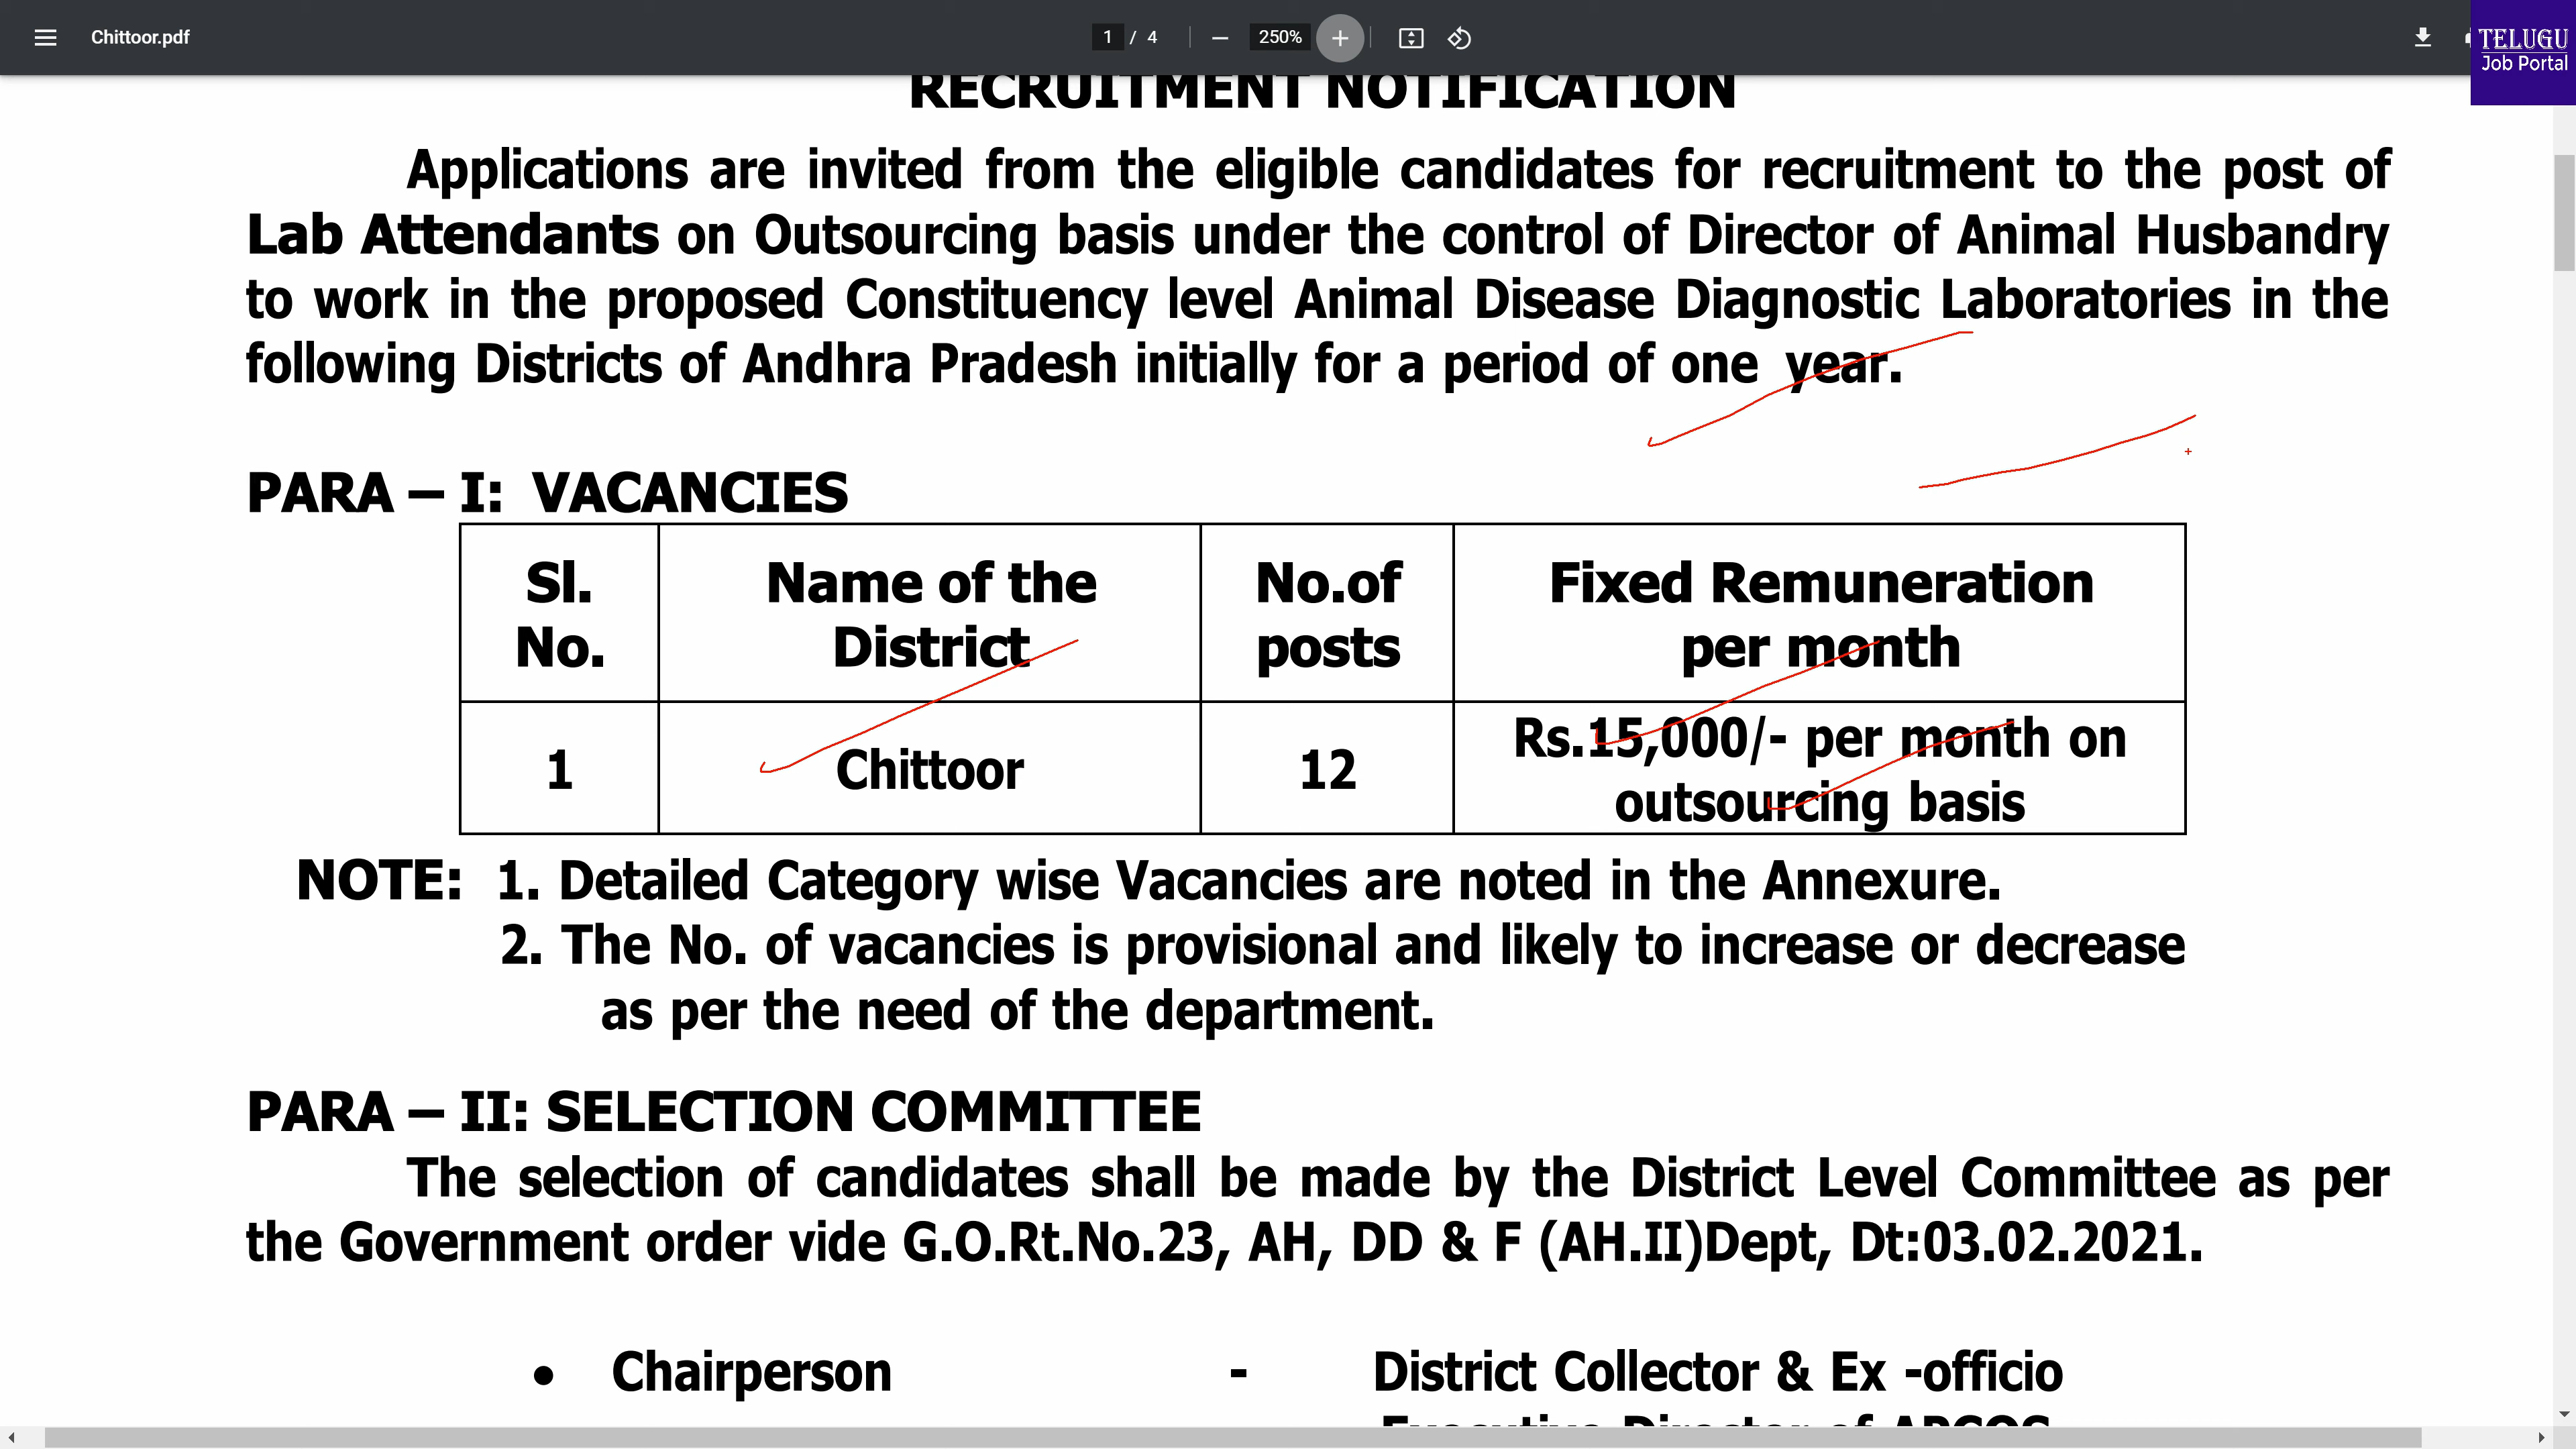 Chittoor.pdf
1 / 4
250%
TELUGU
Job Portal
RECRUITMENT NOTIFICATION
Applications are invited from the eligible candidates for recruitment to the post of
Lab Attendants on Outsourcing basis under the control of Director of Animal Husbandry
to work in the proposed Constituency level Animal Disease Diagnostic Laboratories in the
following Districts of Andhra Pradesh initially for a period of one year.
PARA – I: VACANCIES
Sl. No. Name of the District No.of posts Fixed Remuneration per month
1 Chittoor 12 Rs.15,000/- per month on outsourcing basis
NOTE: 1. Detailed Category wise Vacancies are noted in the Annexure.
2. The No. of vacancies is provisional and likely to increase or decrease
as per the need of the department.
PARA – II: SELECTION COMMITTEE
The selection of candidates shall be made by the District Level Committee as per
the Government order vide G.O.Rt.No.23, AH, DD & F (AH.II)Dept, Dt:03.02.2021.
• Chairperson - District Collector & Ex -officio
Executive Director of APCOS